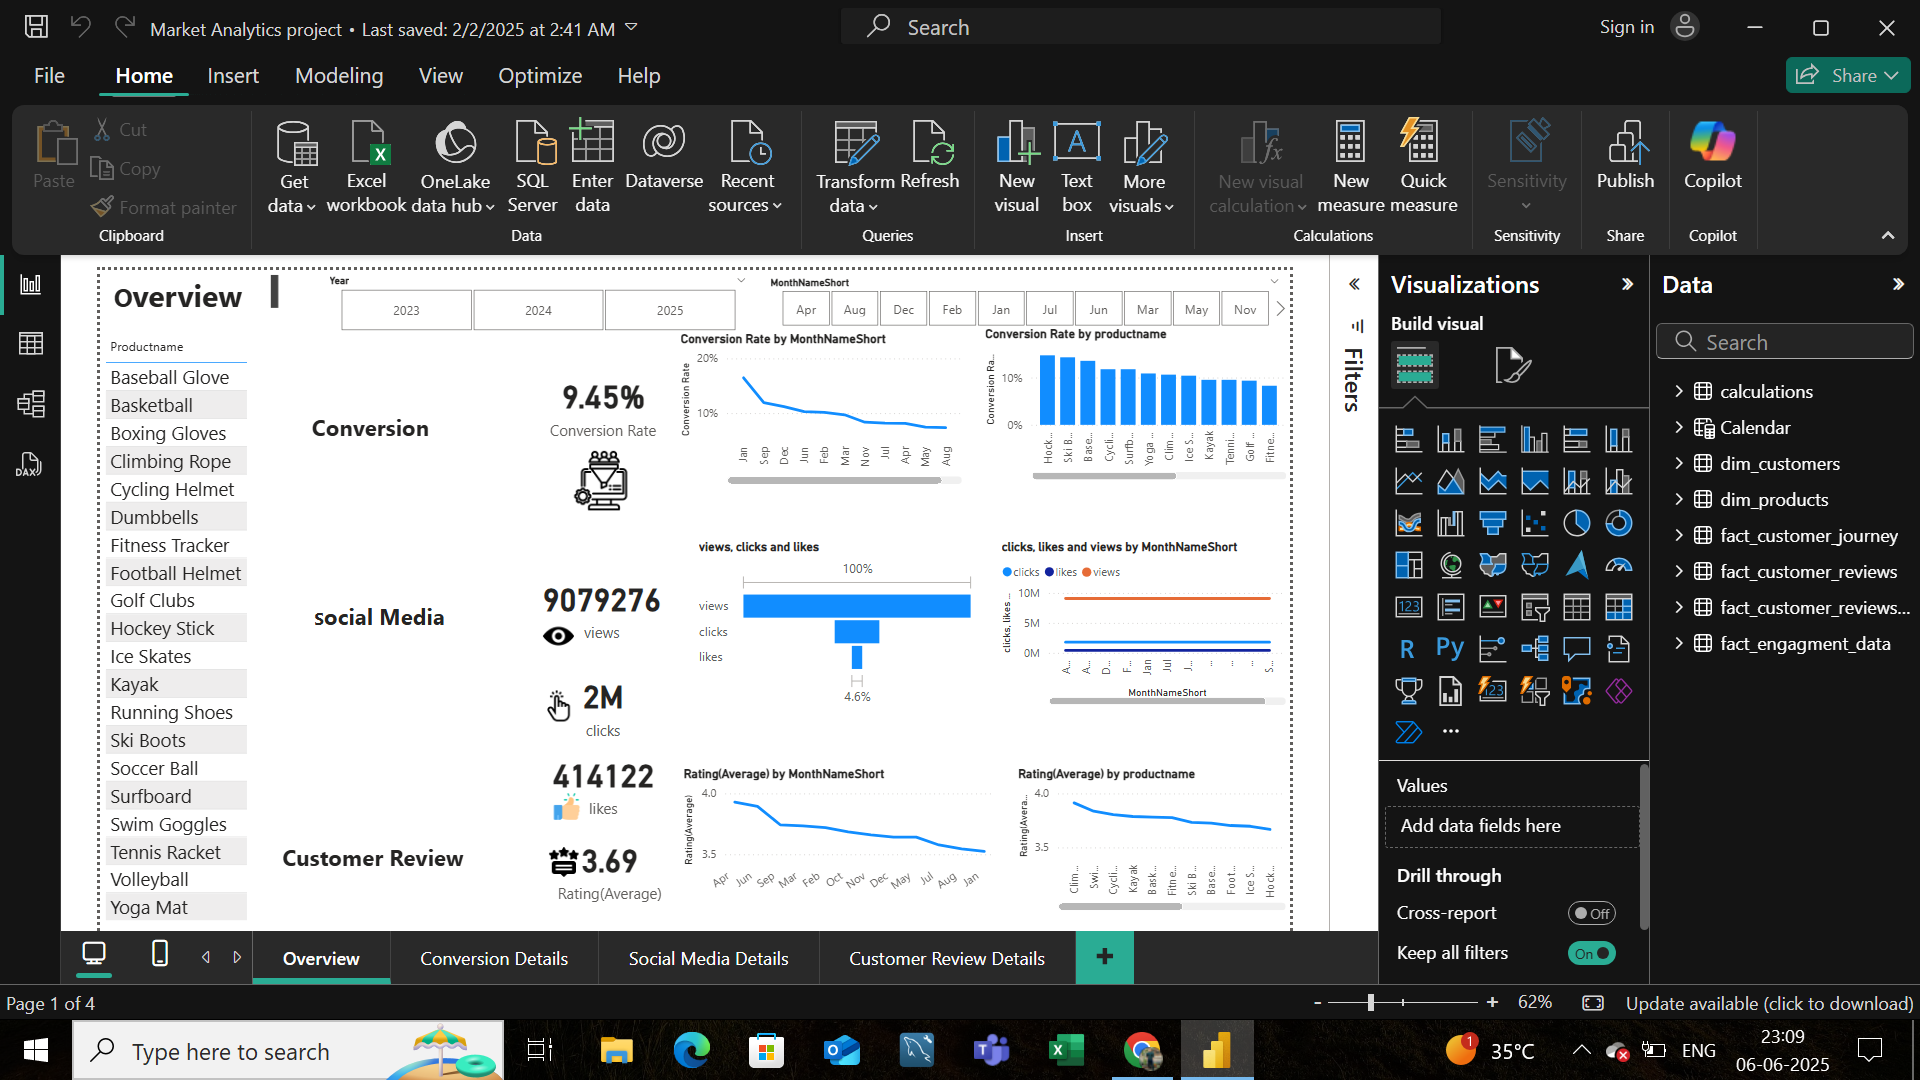 Market Analytics project • Last saved: 2/2/2025 at 2:41 AM
Search
Sign in
File Home Insert Modeling View Optimize Help
Share
Paste
Cut
Copy
Format painter
Clipboard
Get data
Excel workbook
OneLake data hub
SQL Server
Enter data
Dataverse
Recent sources
Data
Transform data
Refresh
Queries
New visual
Text box
More visuals
Insert
New visual calculation
New measure
Quick measure
Calculations
Sensitivity
Sensitivity
Publish
Share
Copilot
Copilot
Overview
Year
2023 2024 2025
MonthNameShort
Apr Aug Dec Feb Jan Jul Jun Mar May Nov
Productname
Baseball Glove
Basketball
Boxing Gloves
Climbing Rope
Cycling Helmet
Dumbbells
Fitness Tracker
Football Helmet
Golf Clubs
Hockey Stick
Ice Skates
Kayak
Running Shoes
Ski Boots
Soccer Ball
Surfboard
Swim Goggles
Tennis Racket
Volleyball
Yoga Mat
Conversion
9.45%
Conversion Rate
Conversion Rate by MonthNameShort
Conversion Rate
20%
10%
Jan Sep Dec Jun Feb Mar Nov Jul Apr May Aug
Conversion Rate by productname
Conversion Ra...
10%
0%
Hock... Ski B... Base... Cycli... Surfb... Yoga ... Clim... Ice S... Kayak Tenni... Golf ... Fitne...
social Media
9079276
views
2M
clicks
414122
likes
views, clicks and likes
100%
views
clicks
likes
4.6%
clicks, likes and views by MonthNameShort
clicks likes views
clicks, likes ...
10M
5M
0M
A... A... D... F... Jan Jul J... ... ... ... S...
MonthNameShort
Customer Review
3.69
Rating(Average)
Rating(Average) by MonthNameShort
Rating(Average)
4.0
3.5
Apr Jun Sep Mar Feb Oct Nov Dec May Jul Aug Jan
Rating(Average) by productname
Rating(Avera...
4.0
3.5
Clim... Swi... Cycli... Kayak Bask... Fitne... Ski B... Base... Foot... Ice S... Hock...
Filters
Visualizations
Build visual
123
R Py
123
Values
Add data fields here
Drill through
Cross-report
Off
Keep all filters
On
Data
Search
calculations
Calendar
dim_customers
dim_products
fact_customer_journey
fact_customer_reviews
fact_customer_reviews...
fact_engagment_data
DAX
Overview Conversion Details Social Media Details Customer Review Details
Page 1 of 4
62%
Update available (click to download)
Type here to search
1
35°C
ENG
23:09
06-06-2025